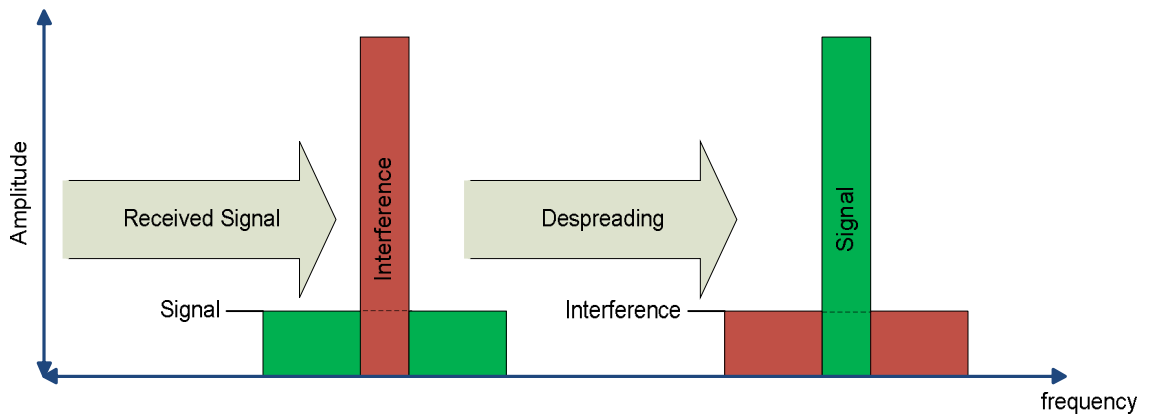 Amplitude
Received Signal
Interference
Signal
Despreading
Signal
Interference
frequency